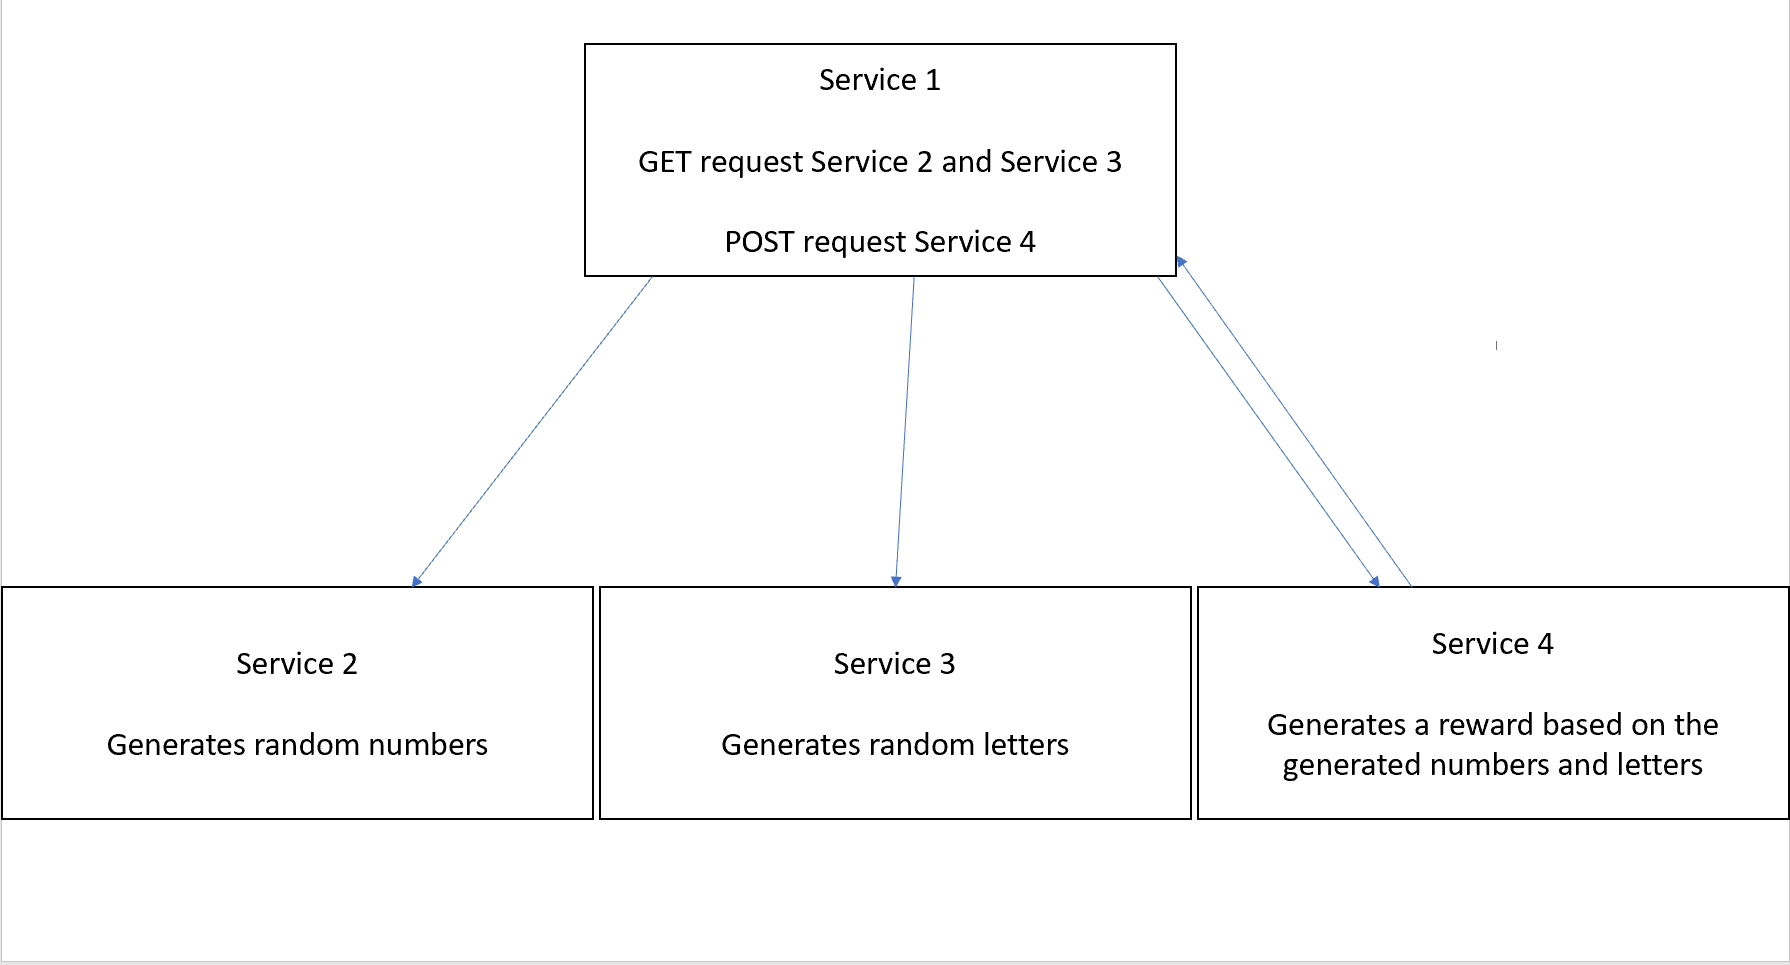 Service 1
GET request Service 2 and Service 3
POST request Service 4
Service 2
Generates random numbers
Service 3
Generates random letters
Service 4
Generates a reward based on the
generated numbers and letters